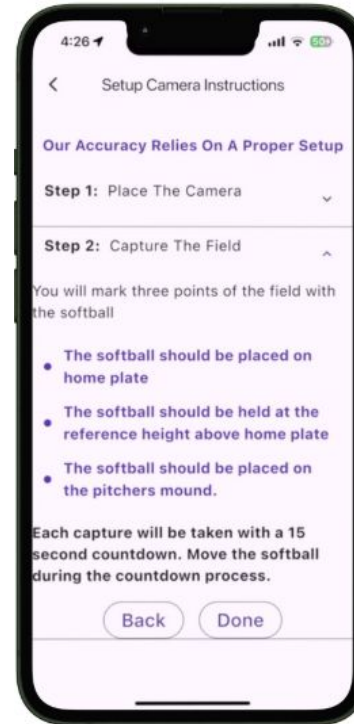 4:26
50
Setup Camera Instructions
Our Accuracy Relies On A Proper Setup
Step 1: Place The Camera
Step 2: Capture The Field
You will mark three points of the field with
the softball
The softball should be placed on
home plate
The softball should be held at the
reference height above home plate
The softball should be placed on
the pitchers mound.
Each capture will be taken with a 15
second countdown. Move the softball
during the countdown process.
Back
Done